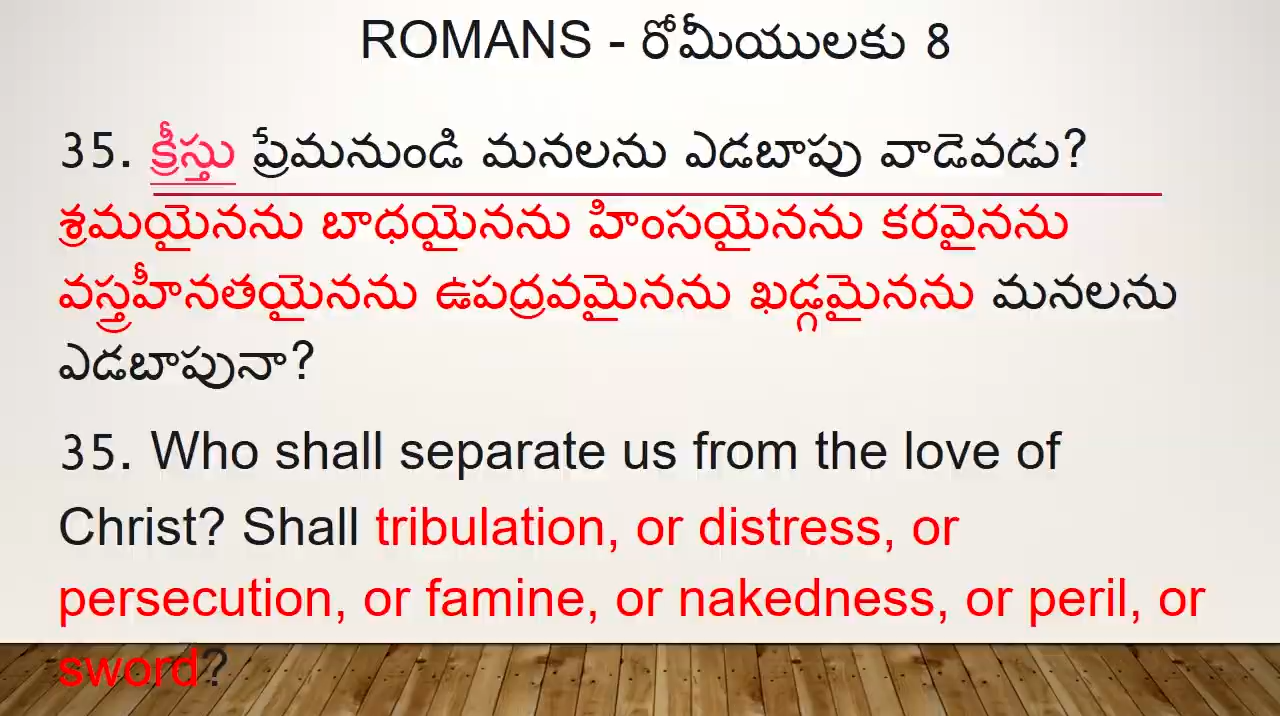 ROMANS - రోమీయులకు 8
35. క్రీస్తు ప్రేమనుండి మనలను ఎడబాపు వాడెవడు?
శ్రమయైనను బాధయైనను హింసయైనను కరవైనను
వస్త్రహీనతయైనను ఉపద్రవమైనను ఖడ్గమైనను మనలను
ఎడబాపునా?
35. Who shall separate us from the love of
Christ? Shall tribulation, or distress, or
persecution, or famine, or nakedness, or peril, or
sword?